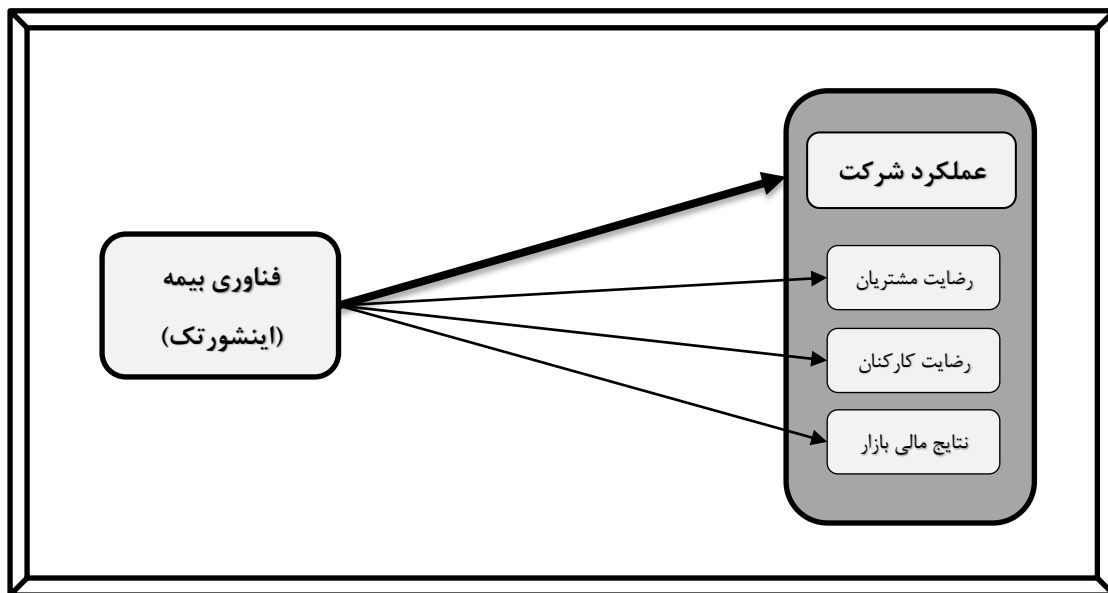 عملکرد شرکت
فناوری بیمه
(اینشورتک)
رضایت مشتریان
رضایت کارکنان
نتایج مالی بازار